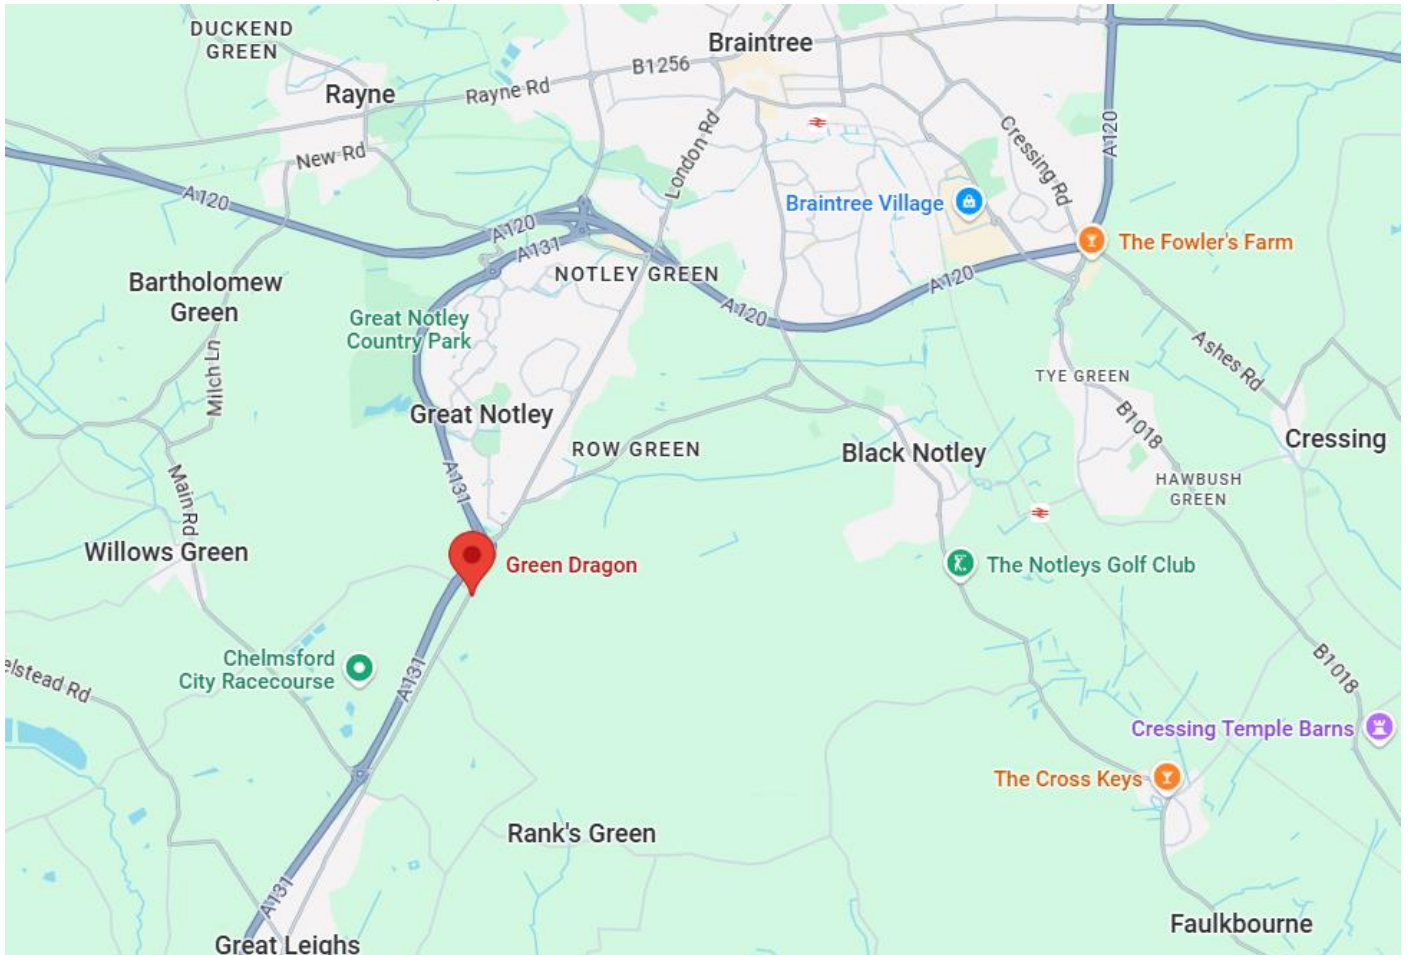 DUCKEND
GREEN
Braintree
B1256
Rayne
Rayne Rd
London Rd
Cressing Rd
A120
New Rd
A120
Braintree Village
A120
A131
The Fowler's Farm
NOTLEY GREEN
A120
A120
Bartholomew
Green
Great Notley
Country Park
Milch Ln
Ashes Rd
TYE GREEN
Great Notley
B1018
ROW GREEN
Black Notley
Cressing
A131
Main Rd
HAWBUSH
GREEN
Willows Green
Green Dragon
The Notleys Golf Club
Chelmsford
City Racecourse
A131
elstead Rd
B1018
Cressing Temple Barns
The Cross Keys
Rank's Green
A131
Faulkbourne
Great Leighs